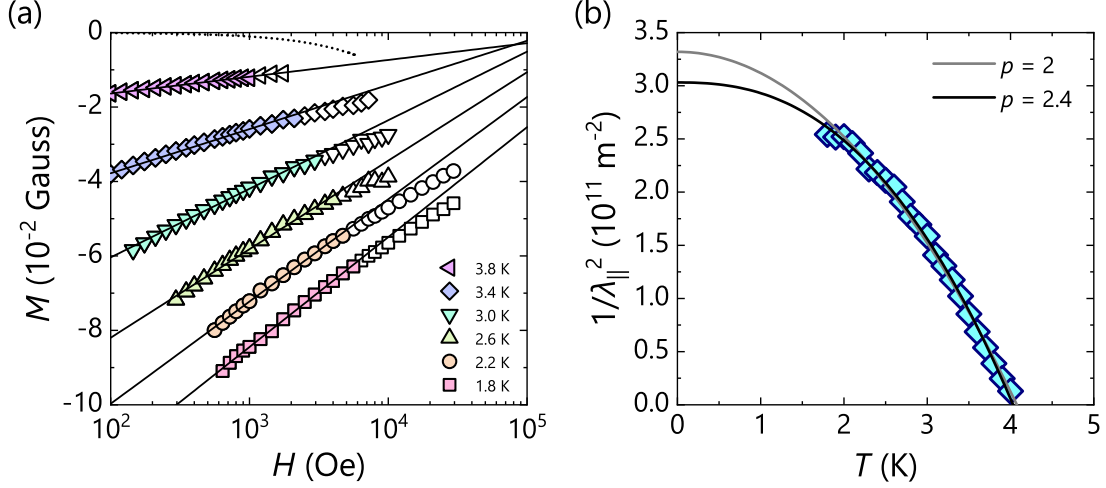 (a)
0
-2
-4
-6
-8
-10
M (10⁻² Gauss)
10² 10³ 10⁴ 10⁵
H (Oe)
3.8 K
3.4 K
3.0 K
2.6 K
2.2 K
1.8 K
(b)
3.5
3.0
2.5
2.0
1.5
1.0
0.5
0.0
1/λ||² (10¹¹ m⁻²)
0 1 2 3 4 5
T (K)
p = 2
p = 2.4